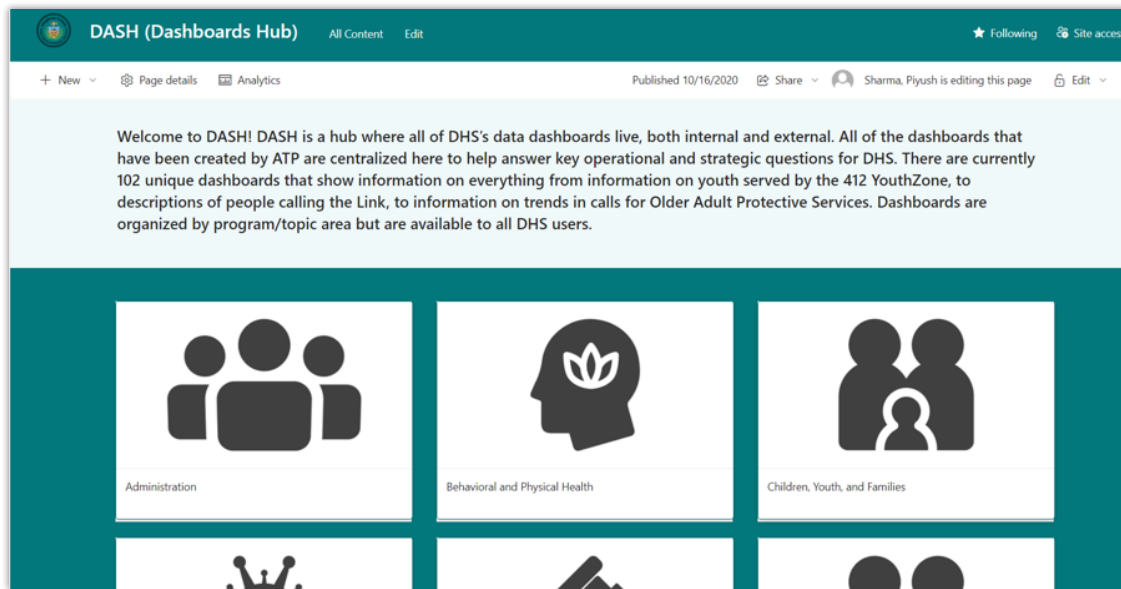 DASH (Dashboards Hub) All Content Edit Following Site acces
+ New Page details Analytics Published 10/16/2020 Share Sharma, Piyush is editing this page Edit
Welcome to DASH! DASH is a hub where all of DHS's data dashboards live, both internal and external. All of the dashboards that
have been created by ATP are centralized here to help answer key operational and strategic questions for DHS. There are currently
102 unique dashboards that show information on everything from information on youth served by the 412 YouthZone, to
descriptions of people calling the Link, to information on trends in calls for Older Adult Protective Services. Dashboards are
organized by program/topic area but are available to all DHS users.
Administration Behavioral and Physical Health Children, Youth, and Families